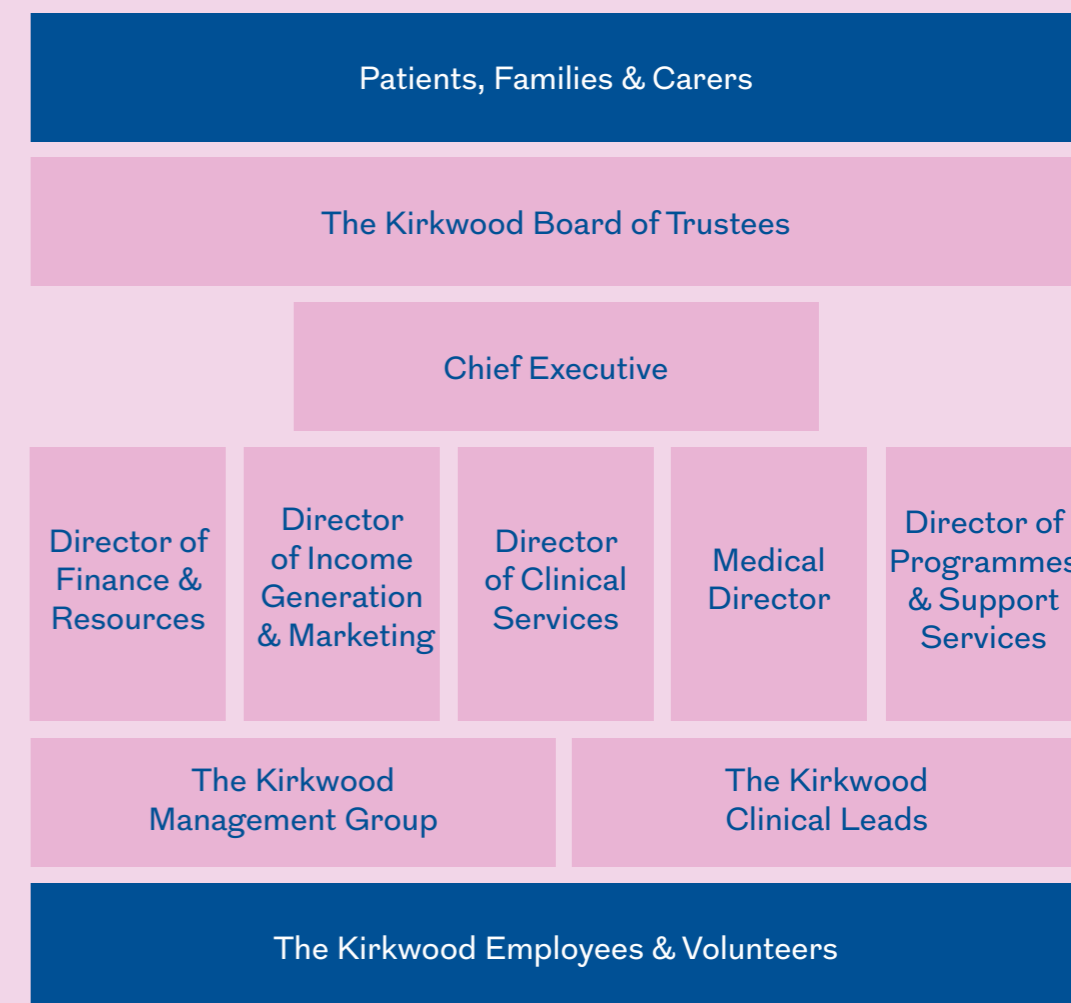 Patients, Families & Carers
The Kirkwood Board of Trustees
Chief Executive
Director of
Finance &
Resources
Director
of Income
Generation
& Marketing
Director
of Clinical
Services
Medical
Director
Director of
Programmes
& Support
Services
The Kirkwood
Management Group
The Kirkwood
Clinical Leads
The Kirkwood Employees & Volunteers